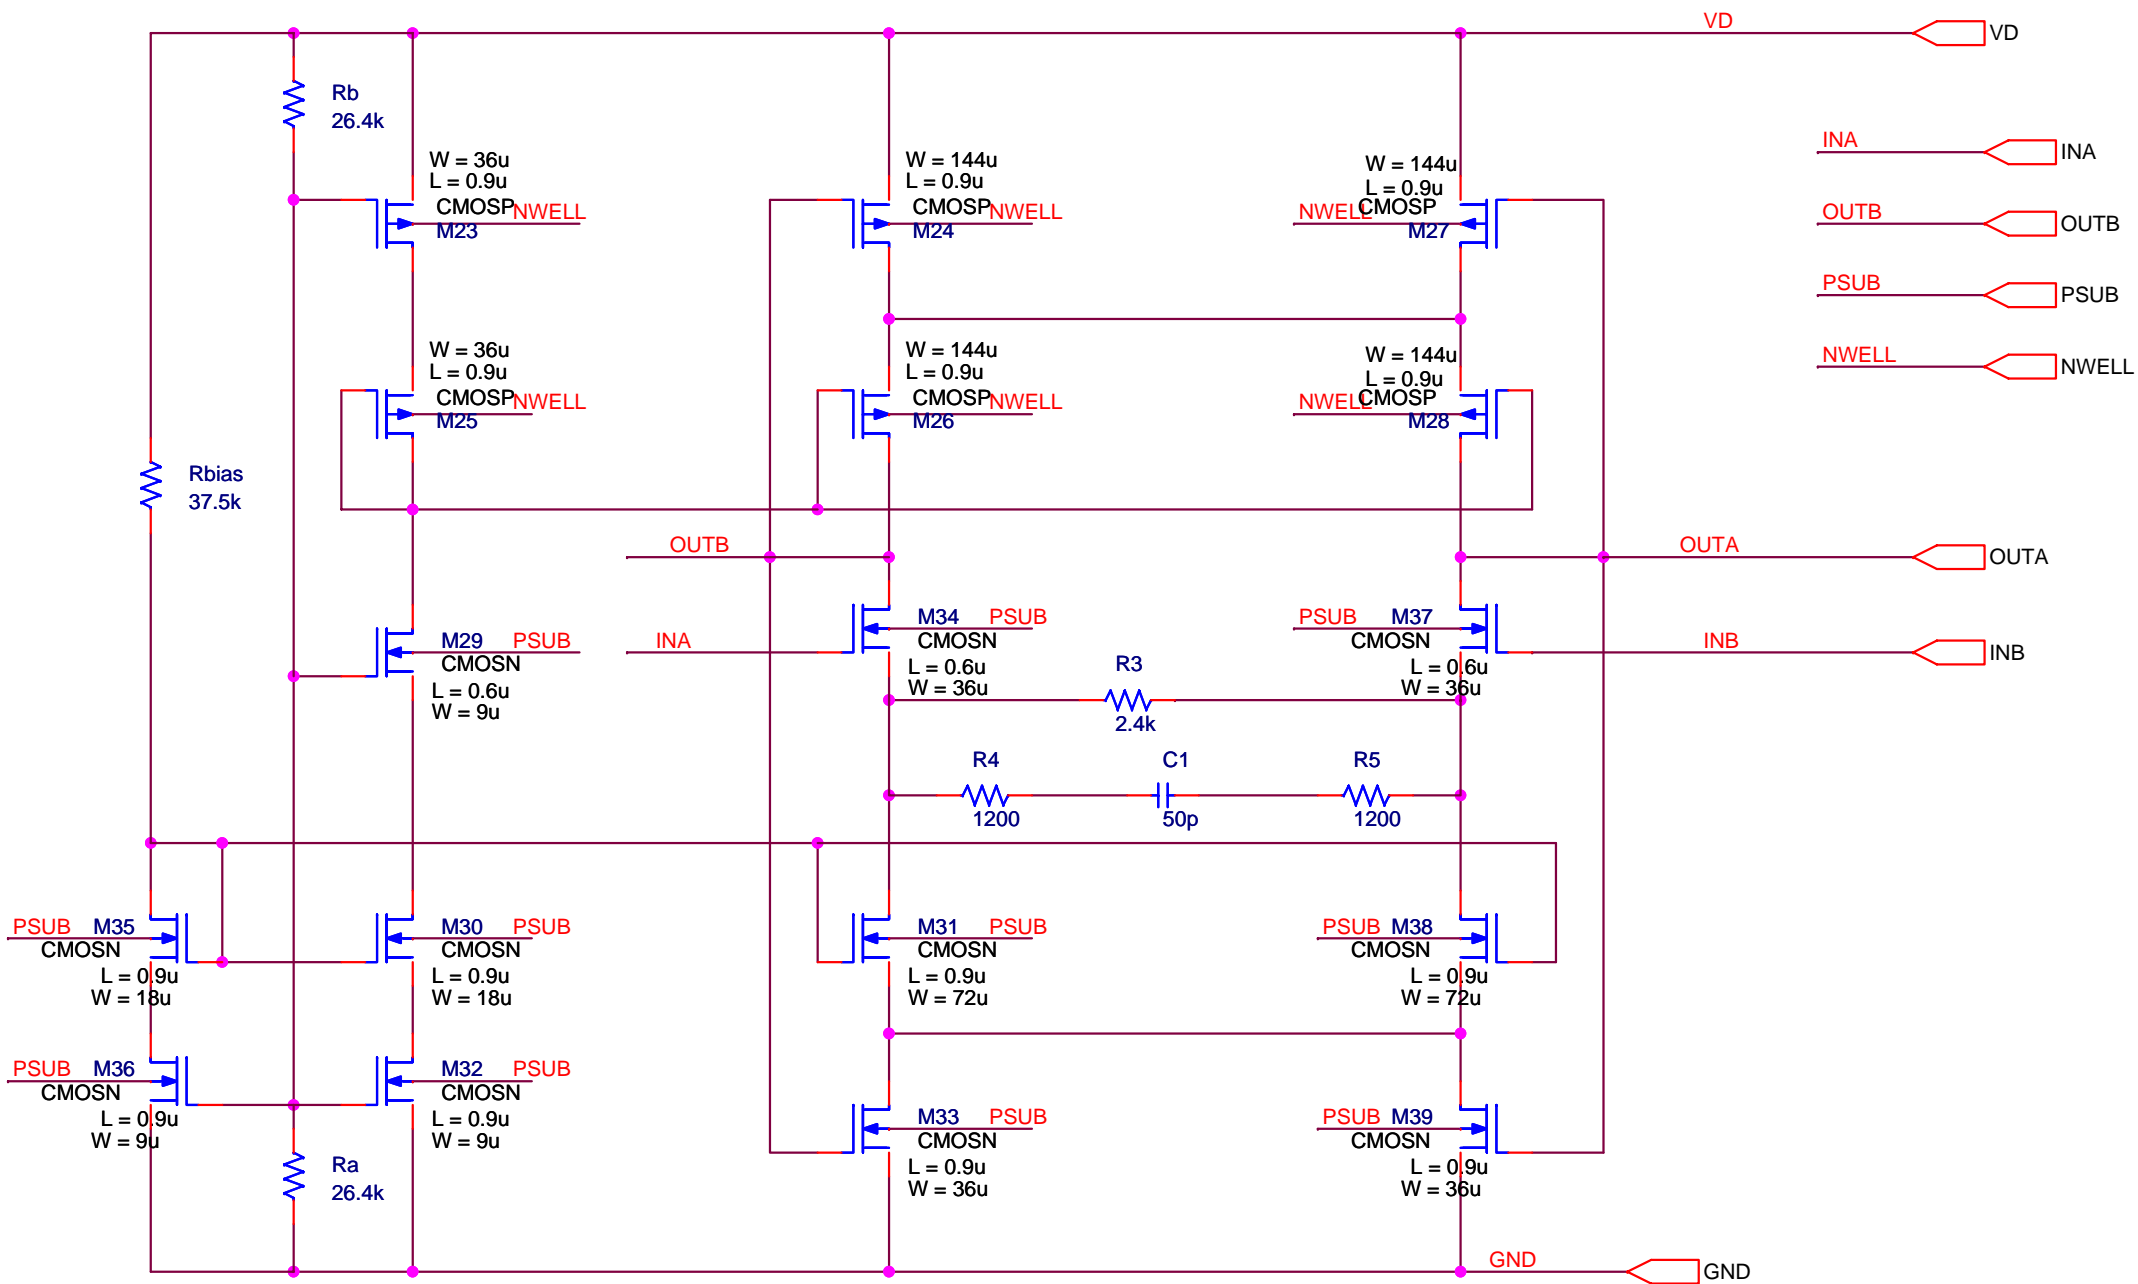 VD
VD
Rb
26.4k
INA
INA
W = 36u
L = 0.9u
CMOSP
NWELL
M23
W = 144u
L = 0.9u
CMOSP
NWELL
M24
W = 144u
L = 0.9u
NWELL
CMOSP
M27
OUTB
OUTB
PSUB
PSUB
NWELL
NWELL
W = 36u
L = 0.9u
CMOSP
NWELL
M25
W = 144u
L = 0.9u
CMOSP
NWELL
M26
W = 144u
L = 0.9u
NWELL
CMOSP
M28
Rbias
37.5k
OUTB
OUTA
OUTA
M29
PSUB
CMOSN
L = 0.6u
W = 9u
INA
M34
PSUB
CMOSN
L = 0.6u
W = 36u
R3
2.4k
PSUB
M37
CMOSN
L = 0.6u
W = 36u
INB
INB
R4
1200
C1
50p
R5
1200
PSUB
M35
CMOSN
L = 0.9u
W = 18u
M30
PSUB
CMOSN
L = 0.9u
W = 18u
M31
PSUB
CMOSN
L = 0.9u
W = 72u
PSUB
M38
CMOSN
L = 0.9u
W = 72u
PSUB
M36
CMOSN
L = 0.9u
W = 9u
M32
PSUB
CMOSN
L = 0.9u
W = 9u
M33
PSUB
CMOSN
L = 0.9u
W = 36u
PSUB
M39
CMOSN
L = 0.9u
W = 36u
Ra
26.4k
GND
GND